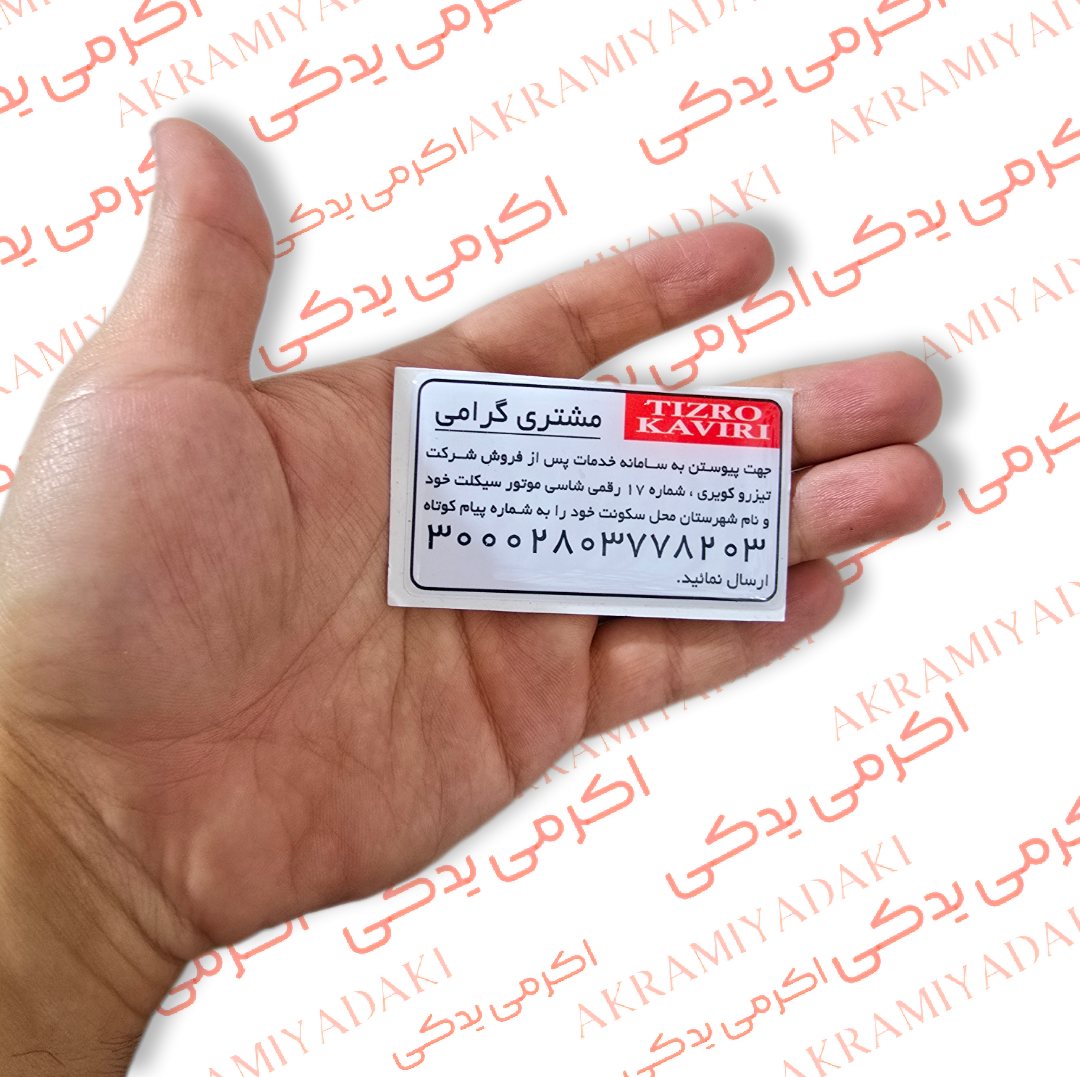 TIZRO
KAVIRI
مشتری گرامی
جهت پیوستن به سامانه خدمات پس از فروش شرکت
تیزرو کویری ، شماره ۱۷ رقمی شاسی موتور سیکلت خود
و نام شهرستان محل سکونت خود را به شماره پیام کوتاه
۳۰۰۰۲۸۰۳۷۷۸۲۰۳
ارسال نمائید.
اکرمی یدکی
AKRAMIYADAKI